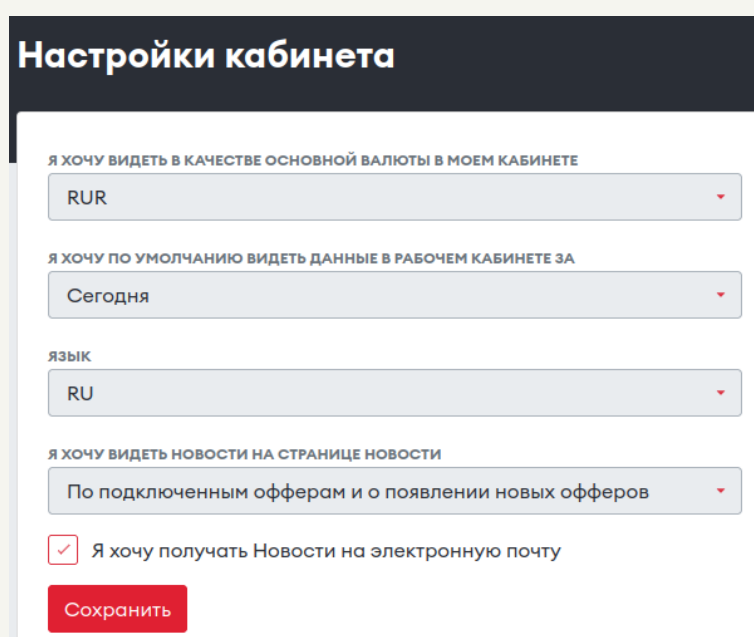 Настройки кабинета
Я ХОЧУ ВИДЕТЬ В КАЧЕСТВЕ ОСНОВНОЙ ВАЛЮТЫ В МОЕМ КАБИНЕТЕ
RUR
Я ХОЧУ ПО УМОЛЧАНИЮ ВИДЕТЬ ДАННЫЕ В РАБОЧЕМ КАБИНЕТЕ ЗА
Сегодня
ЯЗЫК
RU
Я ХОЧУ ВИДЕТЬ НОВОСТИ НА СТРАНИЦЕ НОВОСТИ
По подключенным офферам и о появлении новых офферов
Я хочу получать Новости на электронную почту
Сохранить